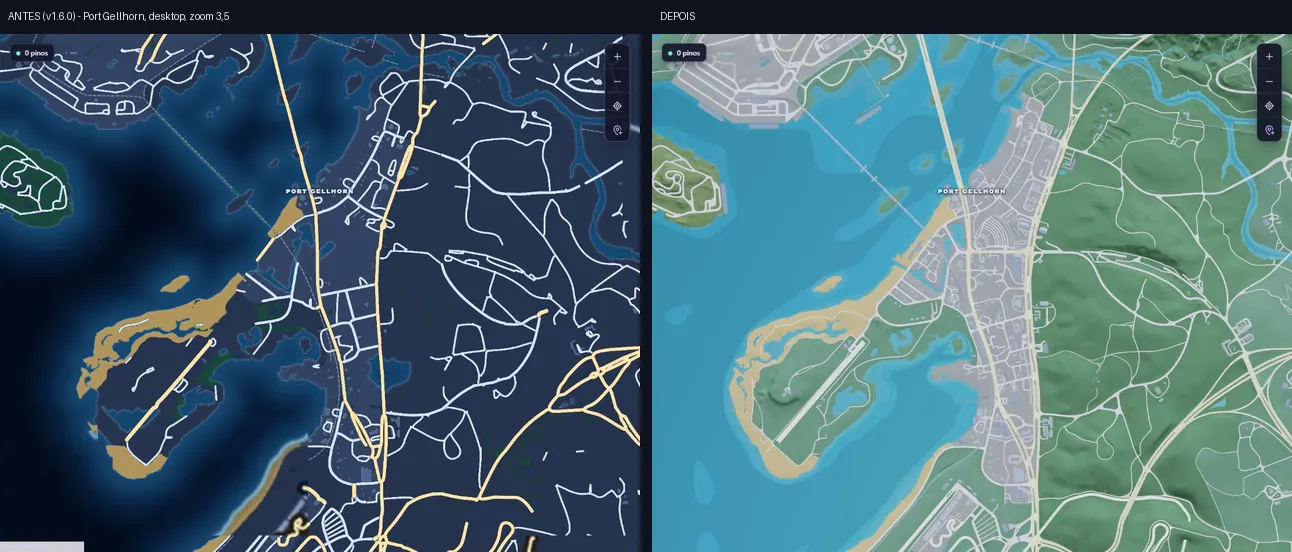 ANTES (v1.6.0) - Port Gellhorn, desktop, zoom 3,5
DEPOIS
0 pinos
0 pinos
PORT GELLHORN
PORT GELLHORN